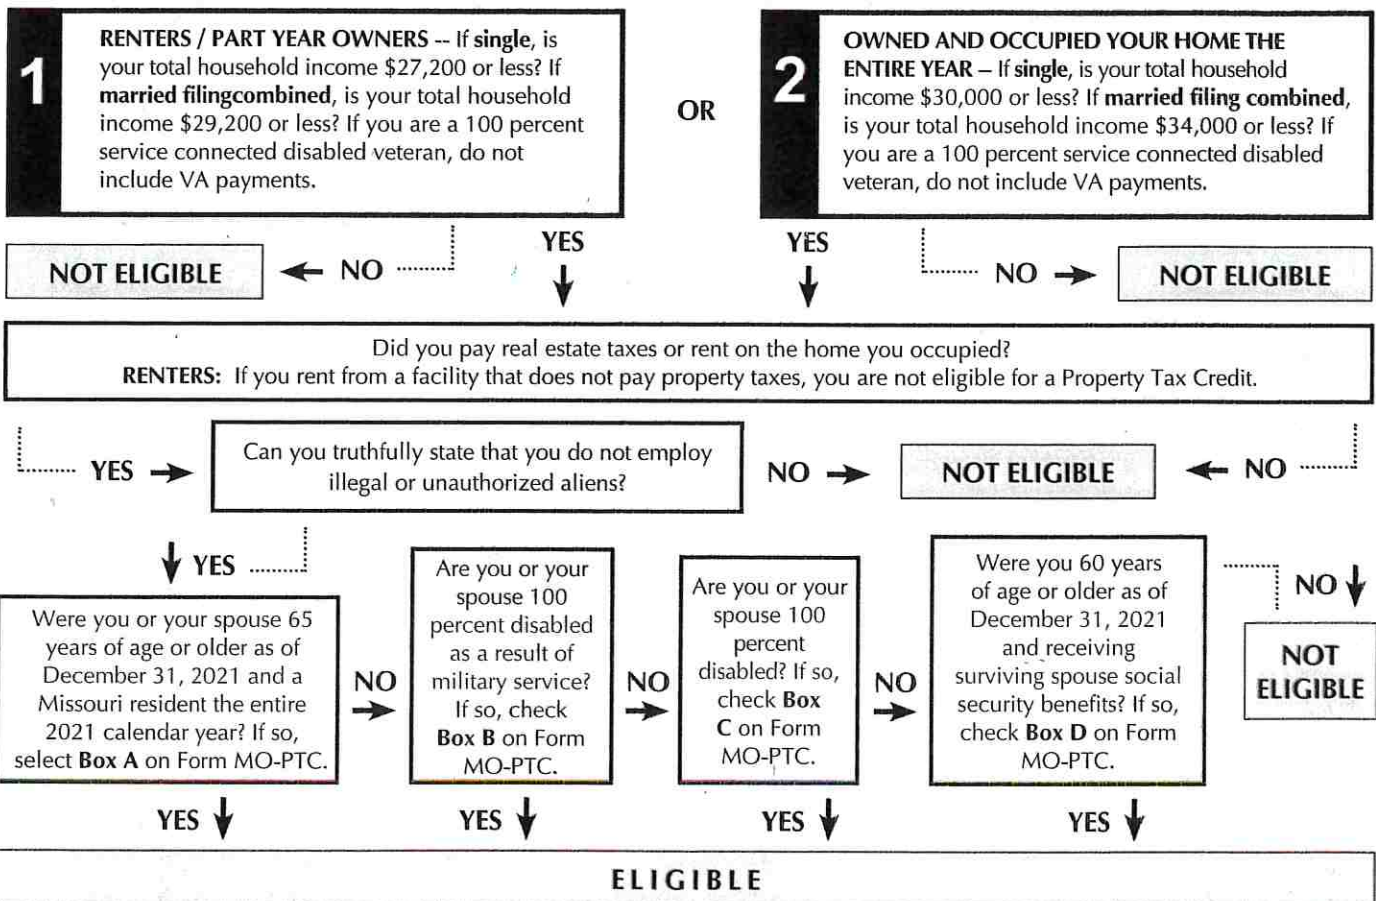 1
RENTERS / PART YEAR OWNERS -- If single, is
your total household income $27,200 or less? If
married filingcombined, is your total household
income $29,200 or less? If you are a 100 percent
service connected disabled veteran, do not
include VA payments.
OR
2
OWNED AND OCCUPIED YOUR HOME THE
ENTIRE YEAR – If single, is your total household
income $30,000 or less? If married filing combined,
is your total household income $34,000 or less? If
you are a 100 percent service connected disabled
veteran, do not include VA payments.
NOT ELIGIBLE
NO
YES
YES
NO
NOT ELIGIBLE
Did you pay real estate taxes or rent on the home you occupied?
RENTERS: If you rent from a facility that does not pay property taxes, you are not eligible for a Property Tax Credit.
YES
Can you truthfully state that you do not employ
illegal or unauthorized aliens?
NO
NOT ELIGIBLE
NO
YES
Were you or your spouse 65
years of age or older as of
December 31, 2021 and a
Missouri resident the entire
2021 calendar year? If so,
select Box A on Form MO-PTC.
NO
Are you or your
spouse 100
percent disabled
as a result of
military service?
If so, check
Box B on Form
MO-PTC.
NO
Are you or your
spouse 100
percent
disabled? If so,
check Box
C on Form
MO-PTC.
NO
Were you 60 years
of age or older as of
December 31, 2021
and receiving
surviving spouse social
security benefits? If so,
check Box D on Form
MO-PTC.
NO
NOT
ELIGIBLE
YES
YES
YES
YES
ELIGIBLE